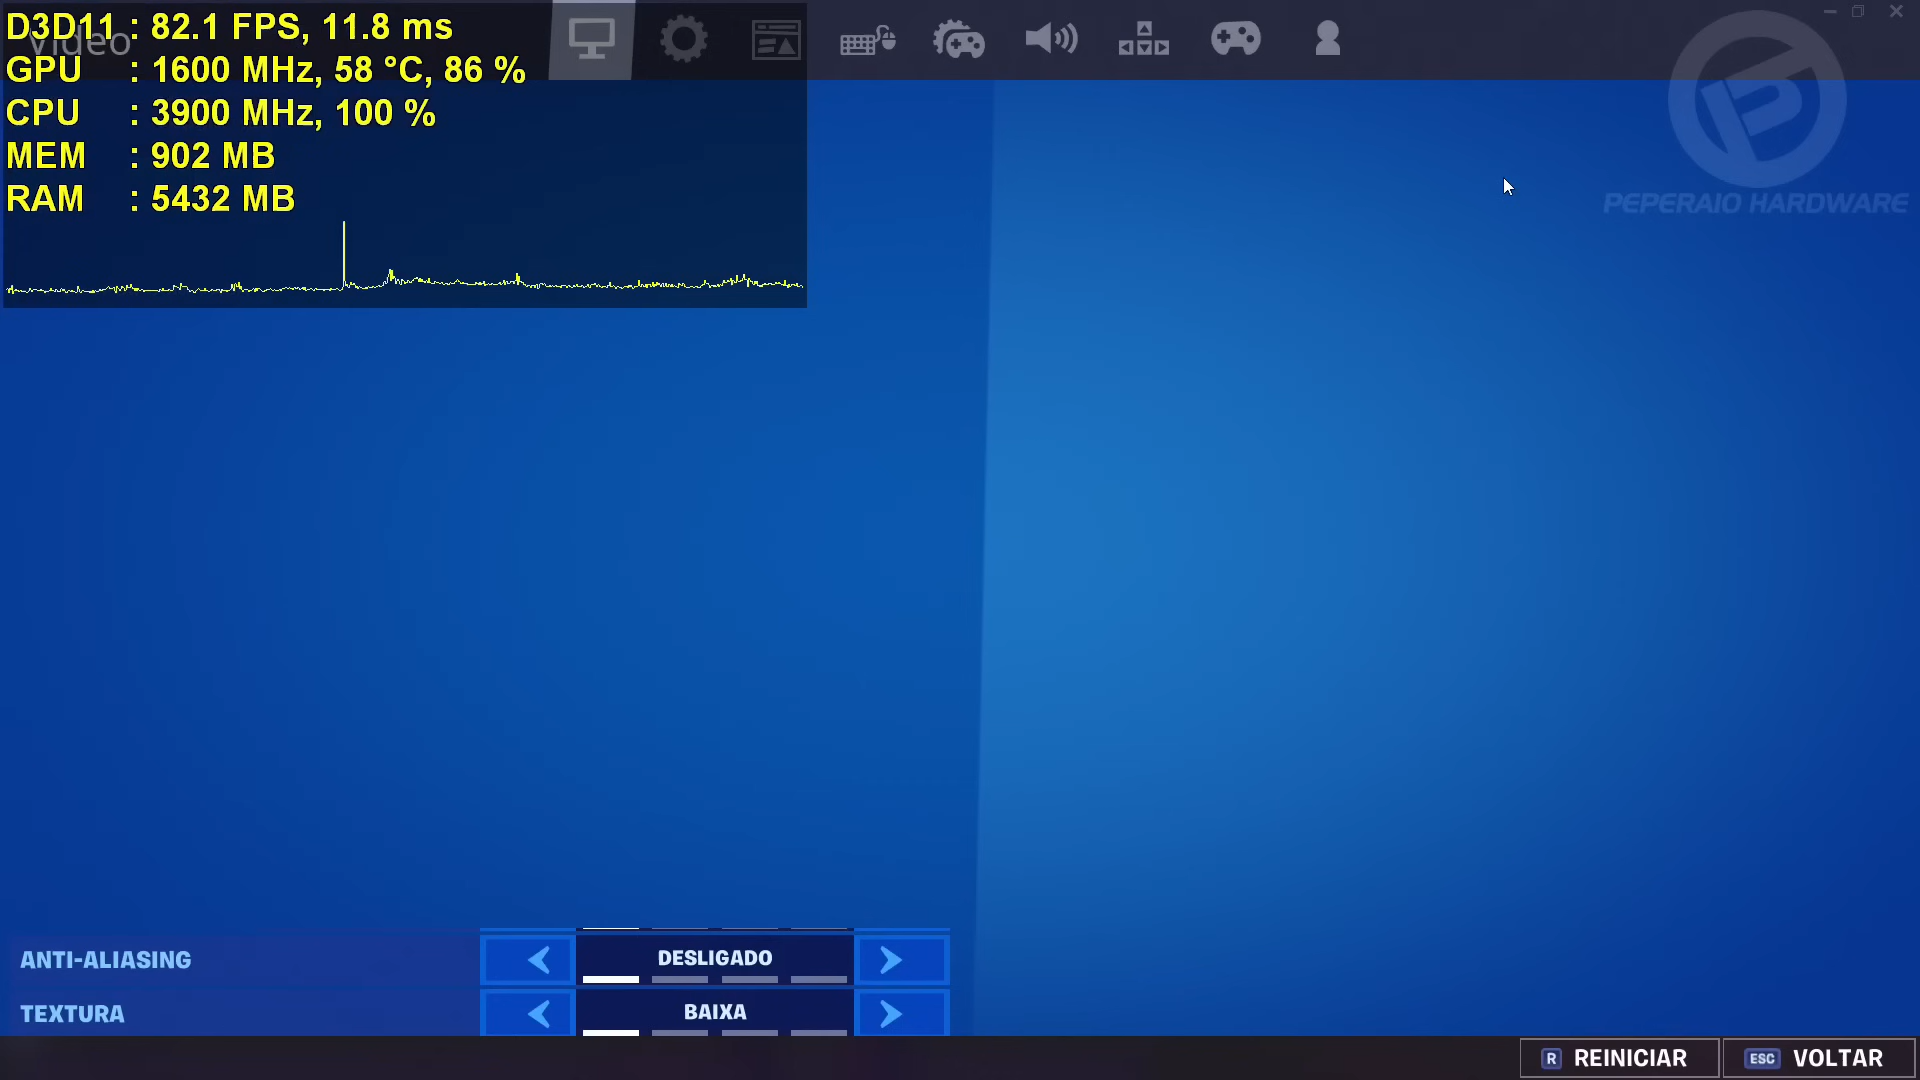 D3D11 : 82.1 FPS, 11.8 ms
Vídeo
GPU : 1600 MHz, 58 °C, 86 %
CPU : 3900 MHz, 100 %
MEM : 902 MB
RAM : 5432 MB
PEPERAIO HARDWARE
ANTI-ALIASING DESLIGADO
TEXTURA BAIXA
R REINICIAR ESC VOLTAR